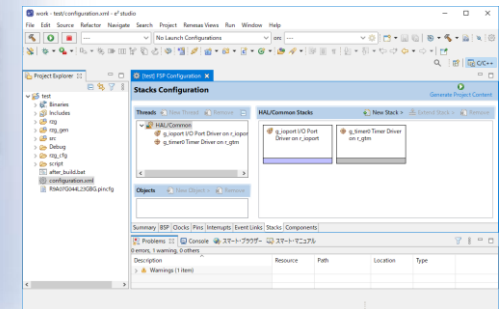 work - test/configuration.xml - e² studio
File Edit Source Refactor Navigate Search Project Renesas Views Run Window Help
No Launch Configurations
Project Explorer
[test] FSP Configuration
C/C++
test
Binaries
Includes
rzg
rzg_gen
src
Debug
rzg_cfg
script
after_build.bat
configuration.xml
Stacks Configuration
Generate Project Content
Threads New Thread Remove
HAL/Common
g_ioport I/O Port Driver on r_ioport
g_timer0 Timer Driver on r_gtm
Objects New Object > Remove
HAL/Common Stacks
New Stack > Extend Stack > Remove
g_ioport I/O Port
Driver on r_ioport
g_timer0 Timer Driver
on r_gtm
Summary BSP Clocks Pins Interrupts Event Links Stacks Components
Problems Console スマート・ブラウザー スマート・マニュアル
0 errors, 1 warning, 0 others
Description Resource Path Location Type
Warnings (1 item)